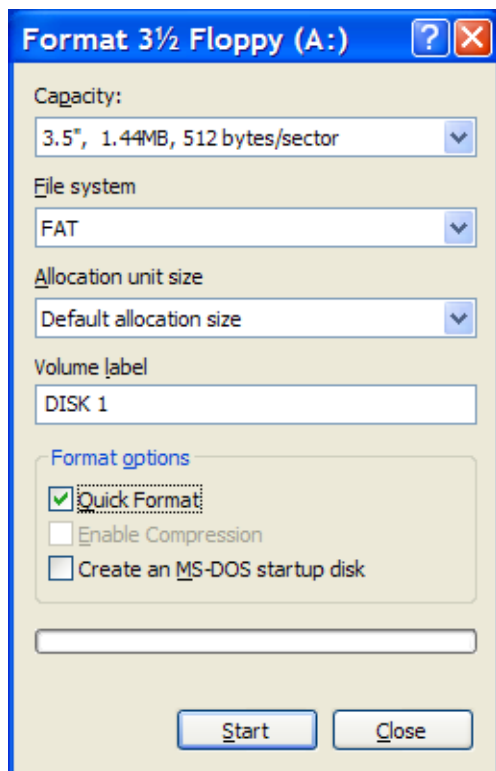 Format 3½ Floppy (A:)
Capacity:
3.5", 1.44MB, 512 bytes/sector
File system
FAT
Allocation unit size
Default allocation size
Volume label
DISK 1
Format options
Quick Format
Enable Compression
Create an MS-DOS startup disk
Start Close